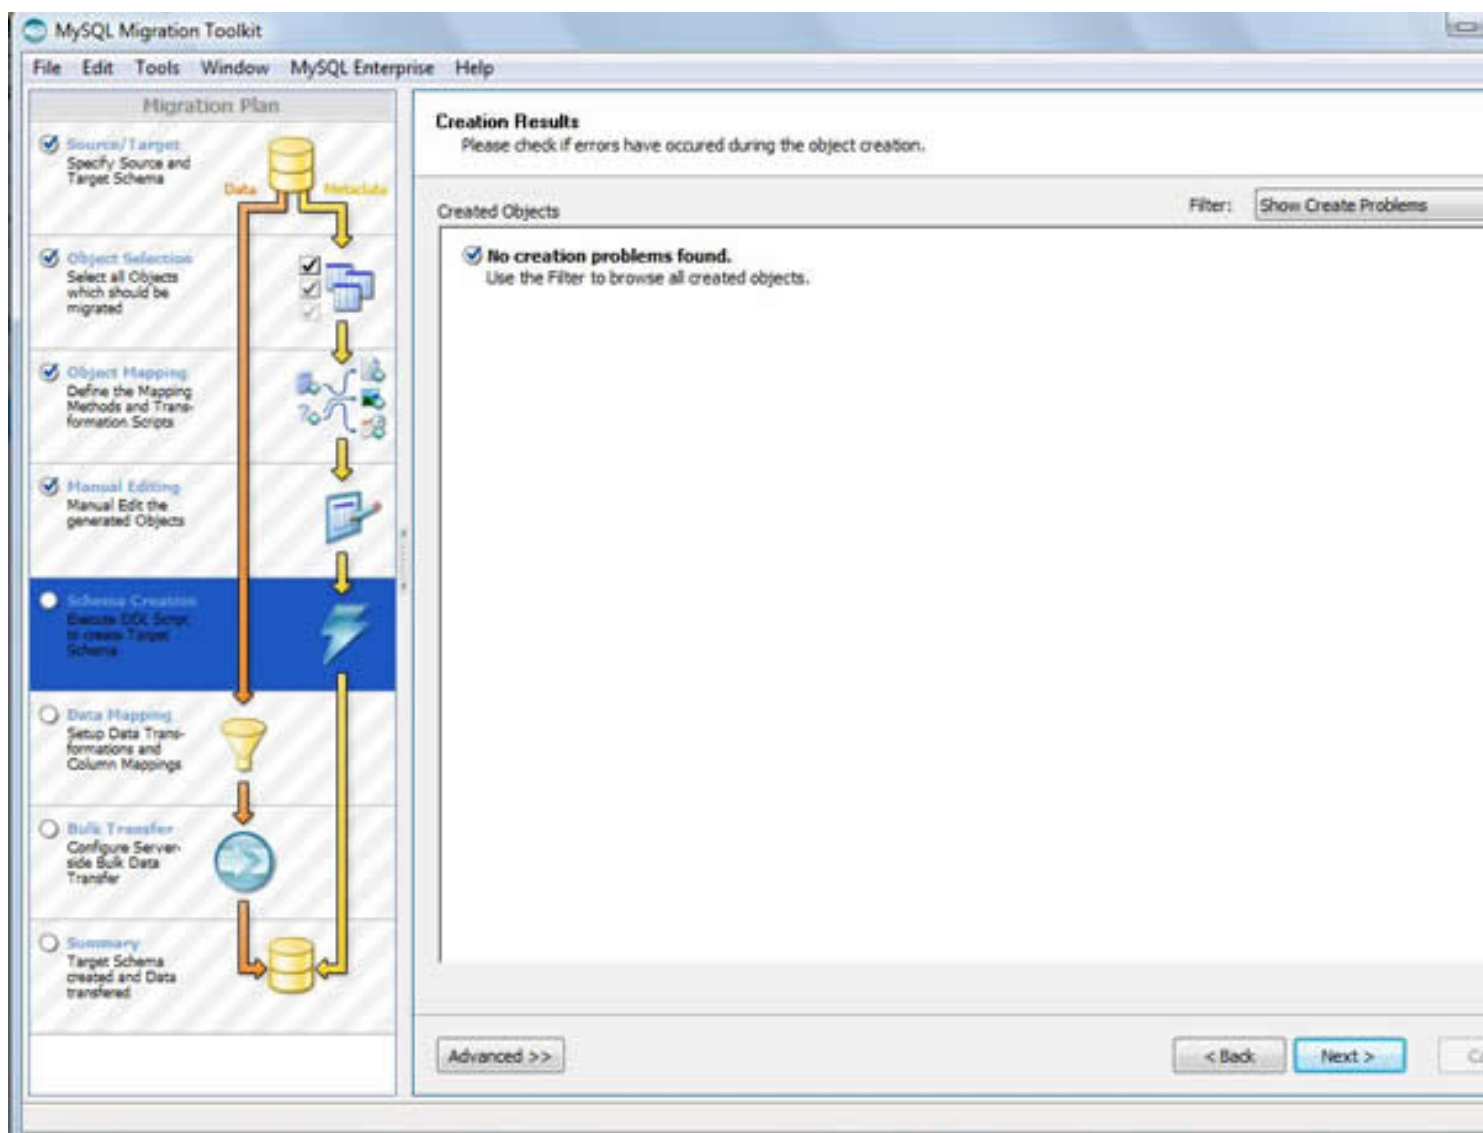 MySQL Migration Toolkit
File Edit Tools Window MySQL Enterprise Help
Migration Plan
Source/Target
Specify Source and
Target Schema
Data
Metadata
Object Selection
Select all Objects
which should be
migrated
Object Mapping
Define the Mapping
Methods and Trans-
formation Scripts
Manual Editing
Manual Edit the
generated Objects
Schema Creation
Execute DDL Script
to create Target
Schema
Data Mapping
Setup Data Trans-
formations and
Column Mappings
Bulk Transfer
Configure Server-
side Bulk Data
Transfer
Summary
Target Schema
created and Data
transfered
Creation Results
Please check if errors have occured during the object creation.
Created Objects
Filter: Show Create Problems
No creation problems found.
Use the Filter to browse all created objects.
Advanced >>
< Back
Next >